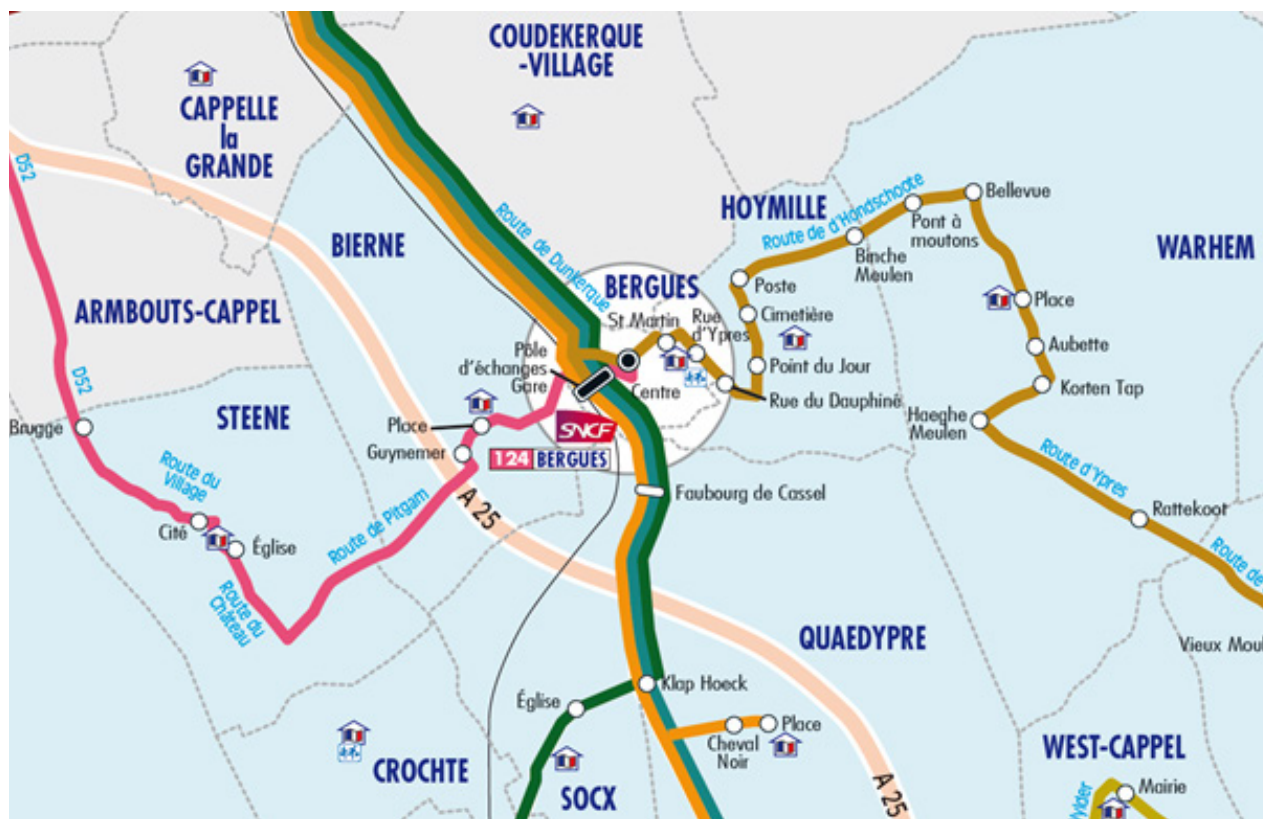 COUDEKERQUE
-VILLAGE
CAPPELLE
la
GRANDE
D52
BIERNE
Route de Dunkerque
HOYMILLE
Route de d'Hondschoote
Bellevue
Pont à
moutons
Binche
Meulen
WARHEM
ARMBOUTS-CAPPEL
BERGUES
St Martin
Rue
d'Ypres
Poste
Cimetière
Place
Pôle
d'échanges
Gare
Centre
Point du Jour
Rue du Dauphiné
Aubette
Korten Tap
D52
STEENE
Brugge
Place
Guynemer
SNCF
124 BERGUES
Haeghe
Meulen
Route d'Ypres
Route du
Village
Cité
Église
Route de Pitgam
A 25
Faubourg de Cassel
Rattekoot
Route de
Route du
Château
QUAEDYPRE
Vieux Moul
Église
Klap Hoeck
Place
Cheval
Noir
CROCHTE
SOCX
A 25
WEST-CAPPEL
Mairie
Wylder